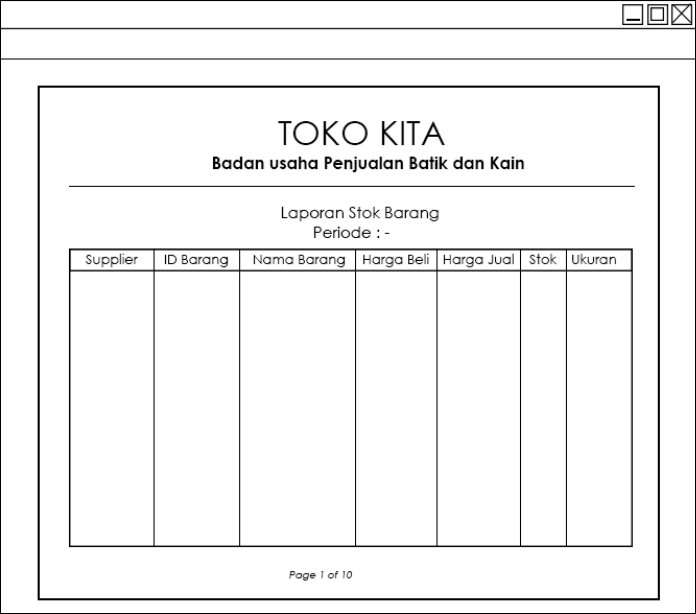 TOKO KITA
Badan usaha Penjualan Batik dan Kain
Laporan Stok Barang
Periode : -
Supplier ID Barang Nama Barang Harga Beli Harga Jual Stok Ukuran
Page 1 of 10